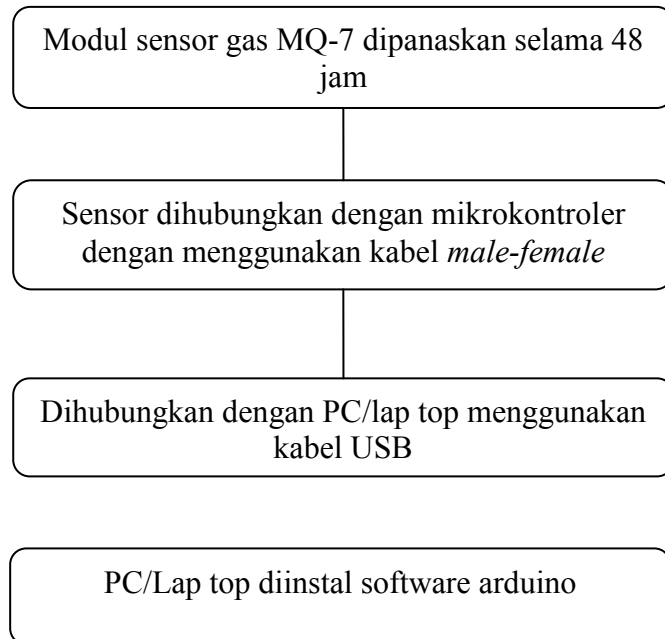 Modul sensor gas MQ-7 dipanaskan selama 48
jam
Sensor dihubungkan dengan mikrokontroler
dengan menggunakan kabel male-female
Dihubungkan dengan PC/lap top menggunakan
kabel USB
PC/Lap top diinstal software arduino